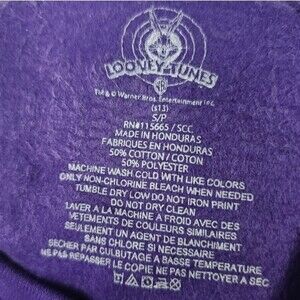 LOONEY TUNES
TM & © Warner Bros. Entertainment Inc.
(s13)
S/P
RN#115665 / SCC
MADE IN HONDURAS
FABRIQUES EN HONDURAS
50% COTTON / COTON
50% POLYESTER
MACHINE WASH COLD WITH LIKE COLORS
ONLY NON-CHLORINE BLEACH WHEN NEEDED
TUMBLE DRY LOW DO NOT IRON PRINT
DO NOT DRY CLEAN
LAVER A LA MACHINE A FROID AVEC DES
VETEMENTS DE COULEURS SIMILAIRES
SEULEMENT UN AGENT DE BLANCHIMENT
SANS CHLORE SI NECESSAIRE
SECHER PAR CULBUTAGE A BASSE TEMPERATURE
NE PAS REPASSER LE COPIE NE PAS NETTOYER A SEC